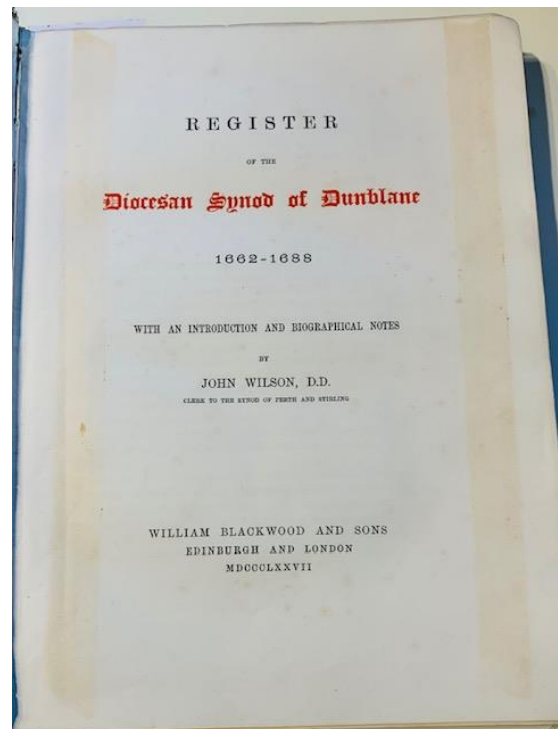 REGISTER
OF THE
Diocesan Synod of Dunblane
1662-1688
WITH AN INTRODUCTION AND BIOGRAPHICAL NOTES
BY
JOHN WILSON, D.D.
CLERK TO THE SYNOD OF PERTH AND STIRLING
WILLIAM BLACKWOOD AND SONS
EDINBURGH AND LONDON
MDCCCLXXVII